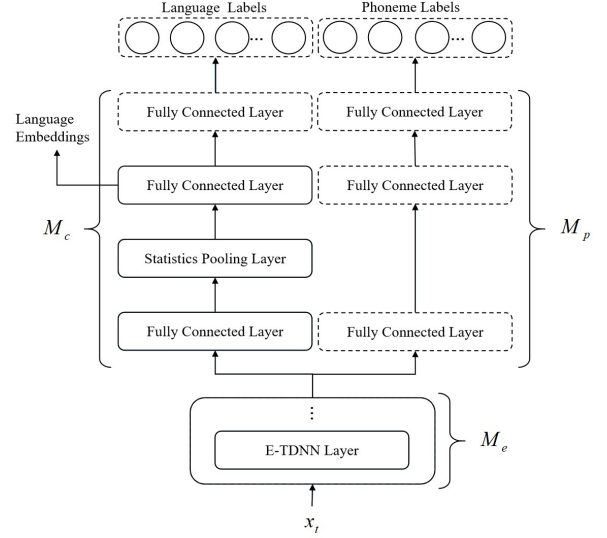 Language Labels
Phoneme Labels
...
...
Fully Connected Layer
Fully Connected Layer
Language
Embeddings
Fully Connected Layer
Fully Connected Layer
M_c
M_p
Statistics Pooling Layer
Fully Connected Layer
Fully Connected Layer
⋮
E-TDNN Layer
M_e
x_t